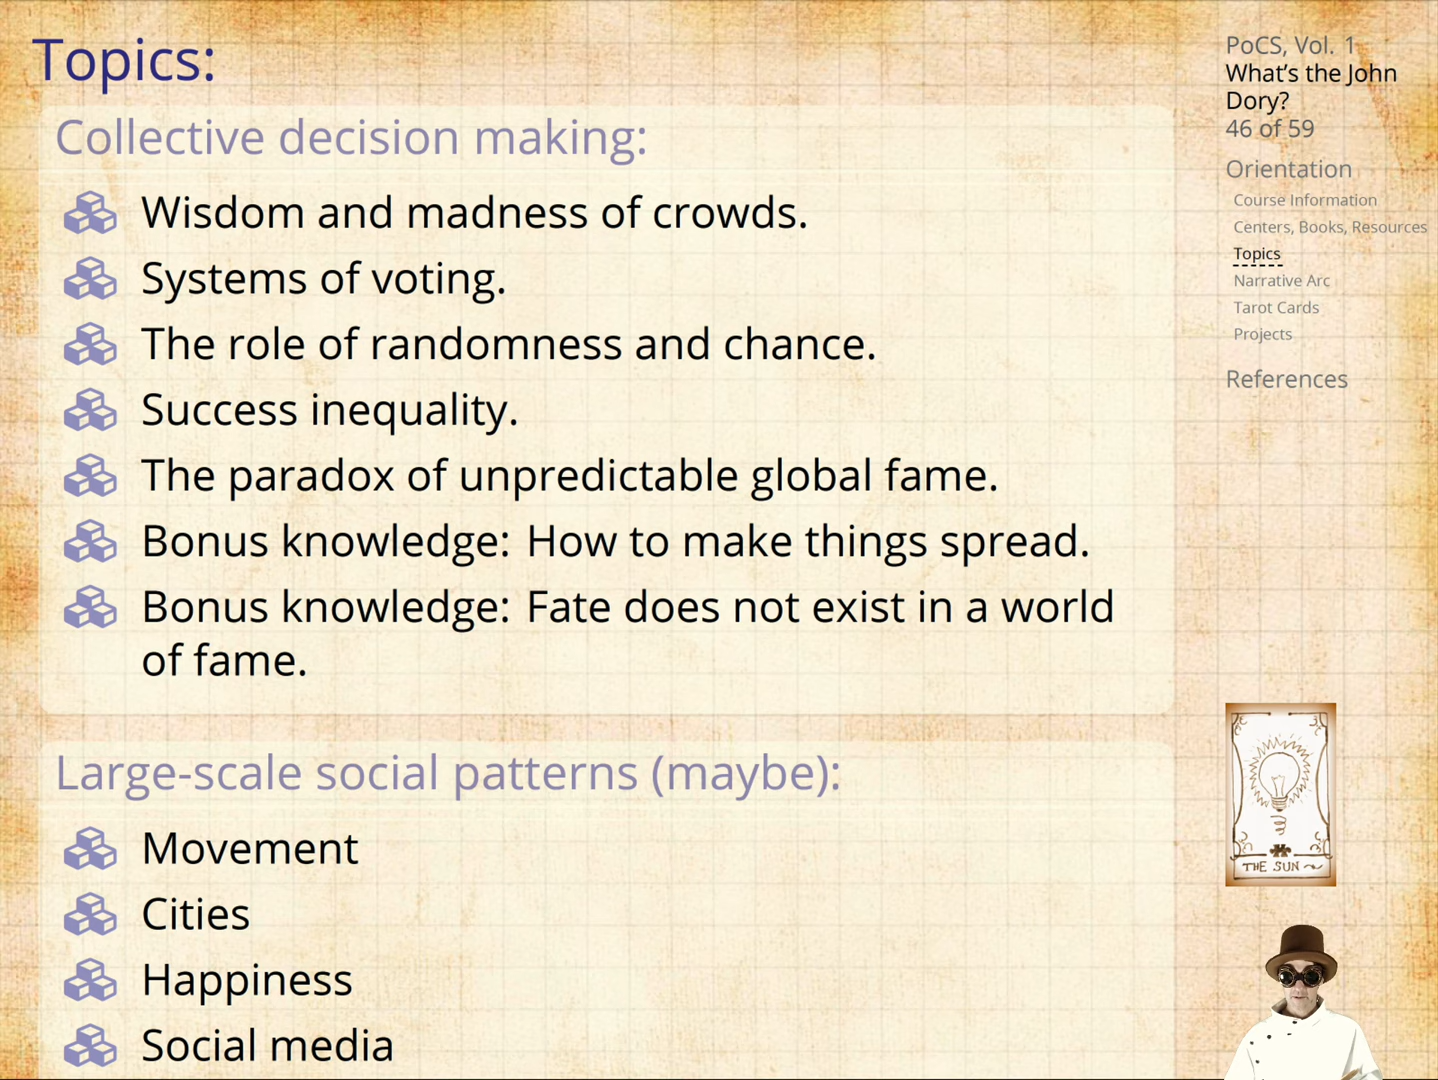 Topics:
Collective decision making:
Wisdom and madness of crowds.
Systems of voting.
The role of randomness and chance.
Success inequality.
The paradox of unpredictable global fame.
Bonus knowledge: How to make things spread.
Bonus knowledge: Fate does not exist in a world
of fame.
Large-scale social patterns (maybe):
Movement
Cities
Happiness
Social media
PoCS, Vol. 1
What's the John
Dory?
46 of 59
Orientation
Course Information
Centers, Books, Resources
Topics
Narrative Arc
Tarot Cards
Projects
References
THE SUN